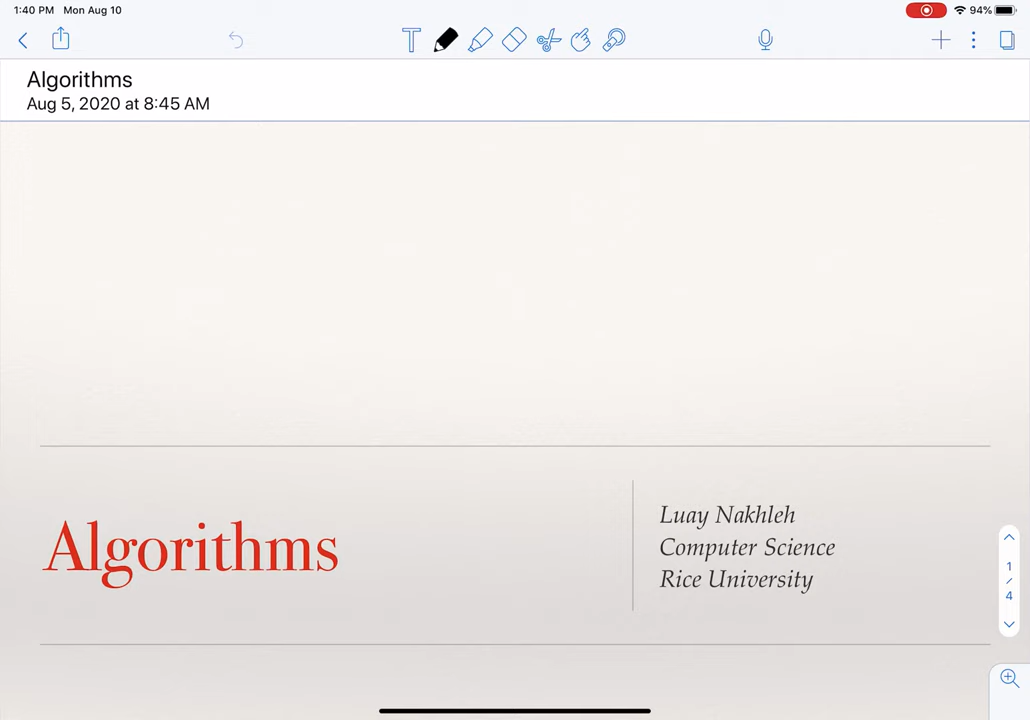 1:40 PM Mon Aug 10
94%
T
Algorithms
Aug 5, 2020 at 8:45 AM
Algorithms
Luay Nakhleh
Computer Science
Rice University
1
/
4